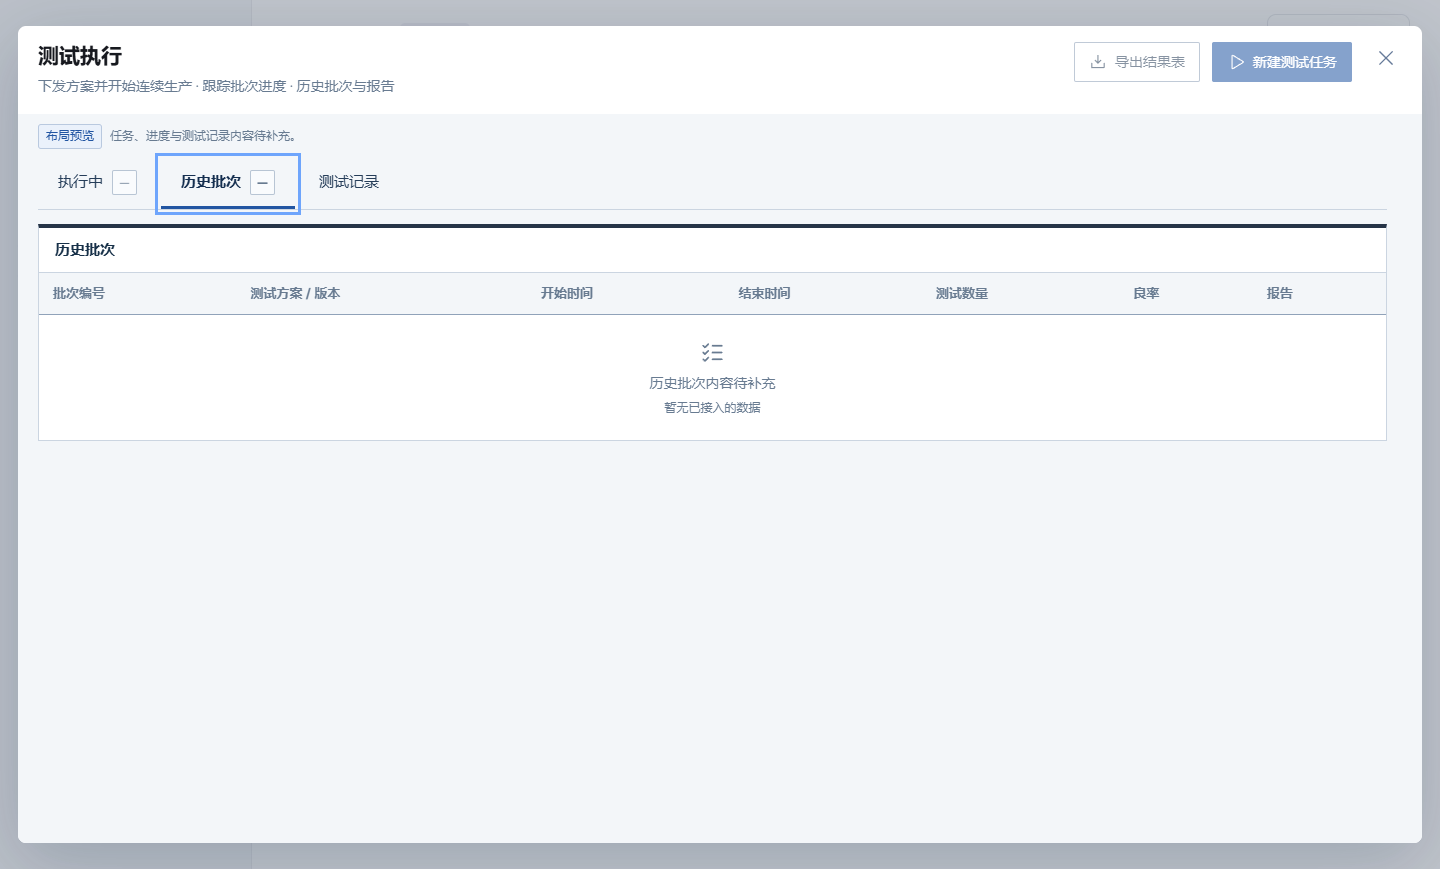 测试执行
下发方案并开始连续生产 · 跟踪批次进度 · 历史批次与报告
导出结果表
新建测试任务
布局预览 任务、进度与测试记录内容待补充。
执行中 — 历史批次 — 测试记录
历史批次
批次编号 测试方案 / 版本 开始时间 结束时间 测试数量 良率 报告
历史批次内容待补充
暂无已接入的数据